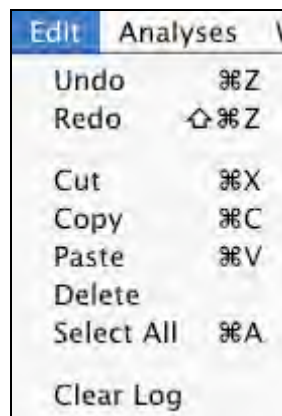 Edit Analyses
Undo ⌘Z
Redo ⇧⌘Z
Cut ⌘X
Copy ⌘C
Paste ⌘V
Delete
Select All ⌘A
Clear Log